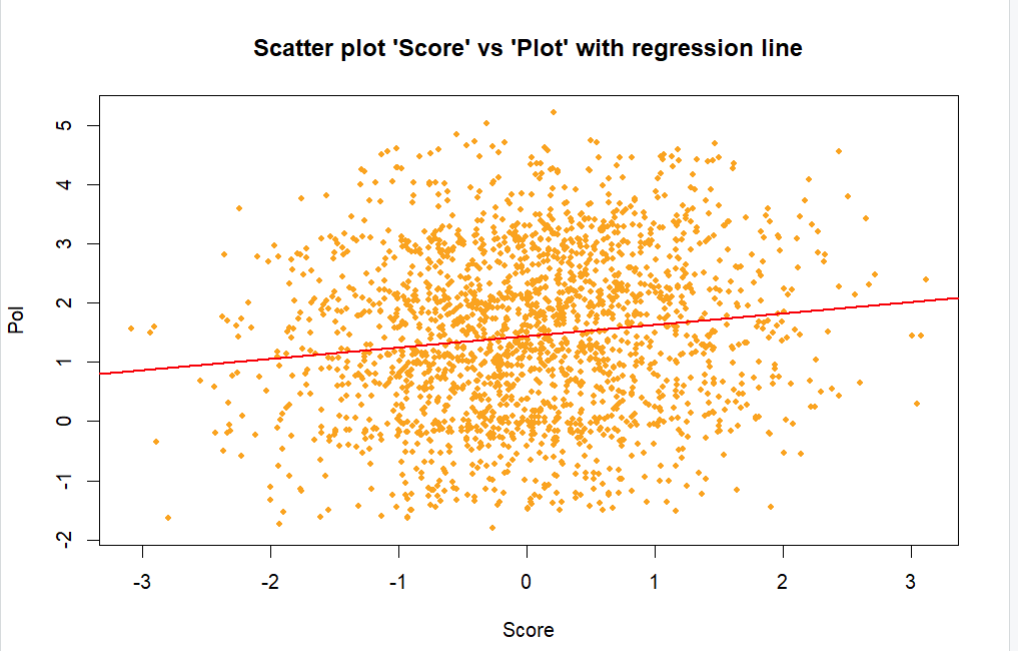 Scatter plot 'Score' vs 'Plot' with regression line
5
4
3
2
1
0
-1
-2
Pol
-3 -2 -1 0 1 2 3
Score